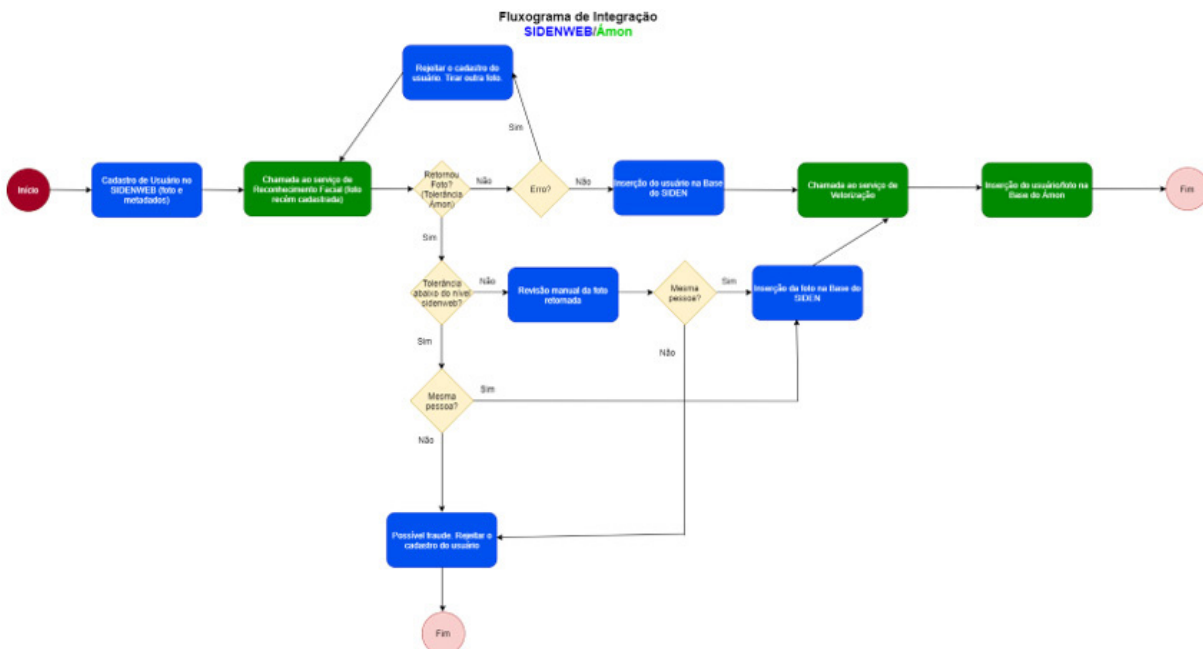 Fluxograma de Integração
SIDENWEB/Âmon
Rejeitar o cadastro do
usuário. Tirar outra foto.
Sim
Início
Cadastro de Usuário no
SIDENWEB (foto e
metadados)
Chamada ao serviço de
Reconhecimento Facial (foto
recém cadastrada)
Retornou
Foto?
(Tolerância
Âmon)
Não
Erro?
Não
Inserção do usuário na Base
do SIDEN
Chamada ao serviço de
Vetorização
Inserção do usuário/foto na
Base do Âmon
Fim
Sim
Tolerância
abaixo do nível
sidenweb?
Não
Revisão manual da foto
retornada
Mesma
pessoa?
Sim
Inserção da foto na Base do
SIDEN
Sim
Não
Mesma
pessoa?
Sim
Não
Possível fraude. Rejeitar o
cadastro do usuário
Fim